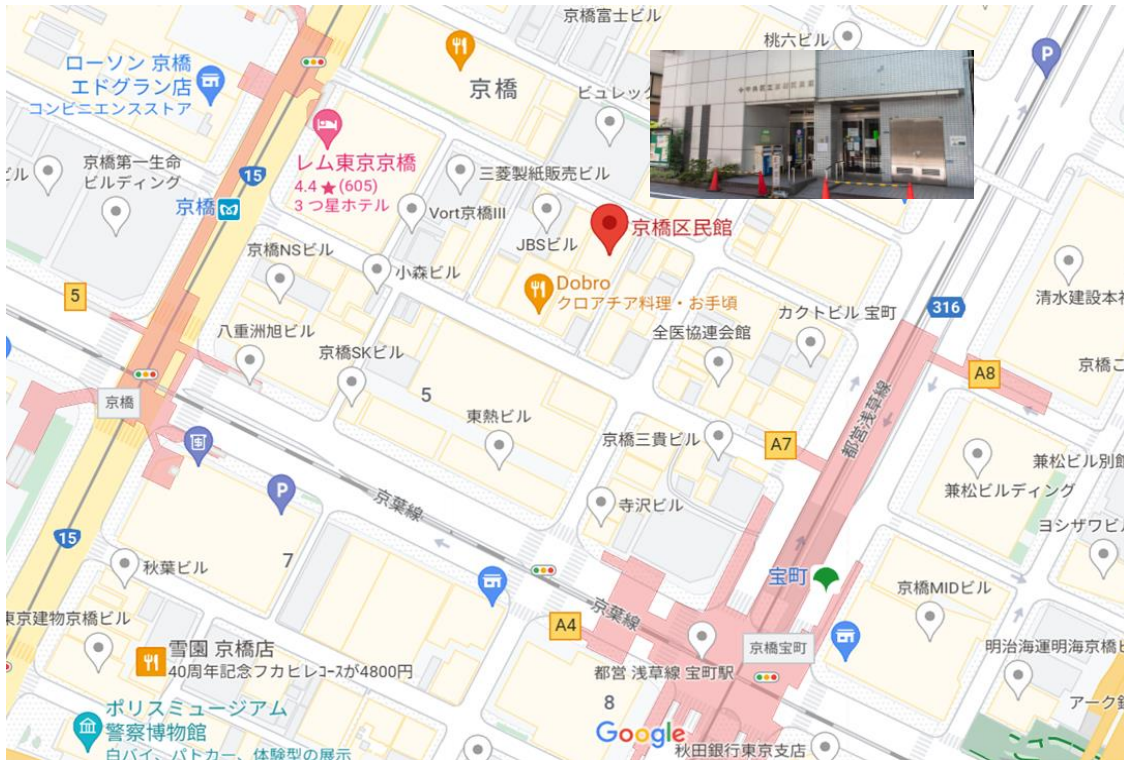 京橋富士ビル
桃六ビル
P
ローソン 京橋
エドグラン店
コンビニエンスストア
京橋
ビュレック
レム東京京橋
4.4★(605)
3 つ星ホテル
京橋第一生命
ビルディング
ビル
15
京橋
三菱製紙販売ビル
Vort京橋III
JBSビル
京橋区民館
京橋NSビル
小森ビル
Dobro
クロアチア料理・お手頃
清水建設本社
5
八重洲旭ビル
京橋SKビル
全医協連会館
カクトビル 宝町
316
京橋こ
A8
京橋
5
東熱ビル
京橋三貴ビル
A7
都営浅草線
兼松ビル別館
兼松ビルディング
P
京葉線
寺沢ビル
ヨシザワビル
15
7
秋葉ビル
宝町
京橋MIDビル
東京建物京橋ビル
A4
京葉線
京橋宝町
明治海運明海京橋ビ
雪園 京橋店
40周年記念フカヒレコースが4800円
都営 浅草線 宝町駅
8
アーク銀
ポリスミュージアム
警察博物館
白バイ、パトカー、体験型の展示
Google
秋田銀行東京支店